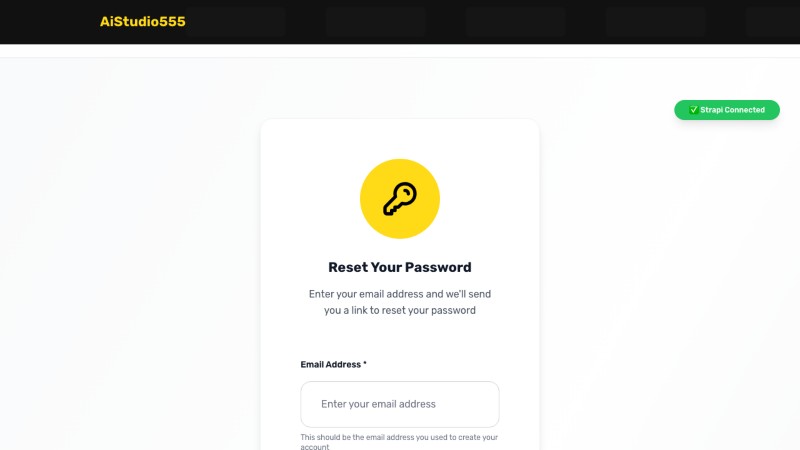 AiStudio555
✅ Strapi Connected
Reset Your Password
Enter your email address and we'll send
you a link to reset your password
Email Address *
Enter your email address
This should be the email address you used to create your
account